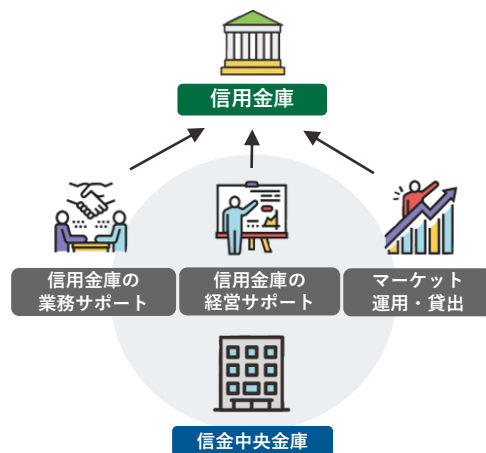 信用金庫
信用金庫の
業務サポート
信用金庫の
経営サポート
マーケット
運用・貸出
信金中央金庫